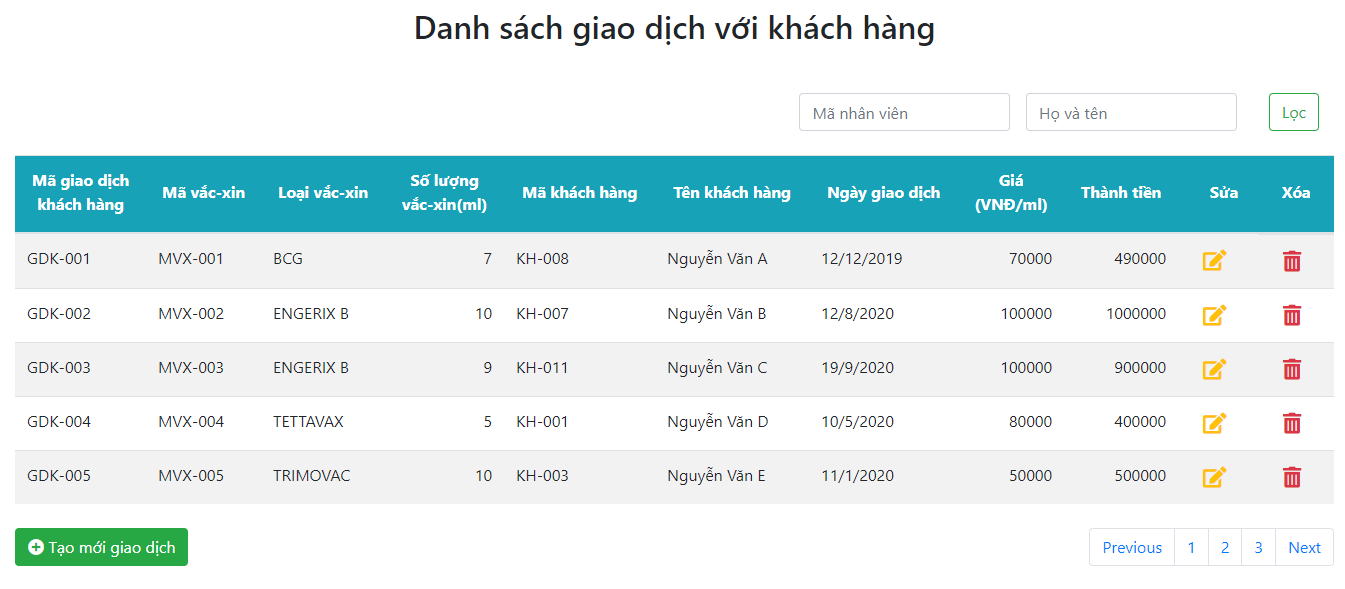 Danh sách giao dịch với khách hàng
Mã nhân viên Họ và tên Lọc
Mã giao dịch khách hàng Mã vắc-xin Loại vắc-xin Số lượng vắc-xin(ml) Mã khách hàng Tên khách hàng Ngày giao dịch Giá (VNĐ/ml) Thành tiền Sửa Xóa
GDK-001 MVX-001 BCG 7 KH-008 Nguyễn Văn A 12/12/2019 70000 490000
GDK-002 MVX-002 ENGERIX B 10 KH-007 Nguyễn Văn B 12/8/2020 100000 1000000
GDK-003 MVX-003 ENGERIX B 9 KH-011 Nguyễn Văn C 19/9/2020 100000 900000
GDK-004 MVX-004 TETTAVAX 5 KH-001 Nguyễn Văn D 10/5/2020 80000 400000
GDK-005 MVX-005 TRIMOVAC 10 KH-003 Nguyễn Văn E 11/1/2020 50000 500000
Tạo mới giao dịch Previous 1 2 3 Next